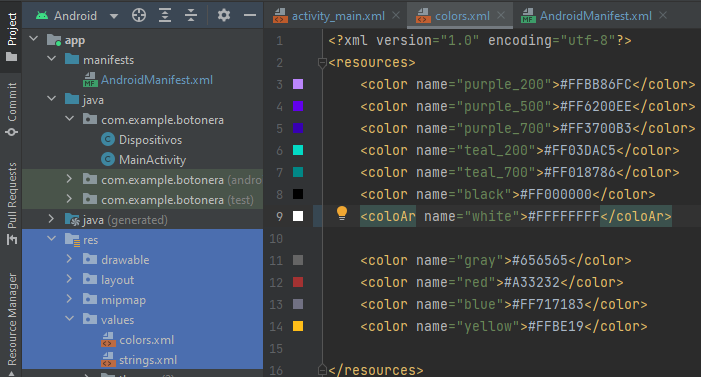 Project
Commit
Pull Requests
Resource Manager
Android
app
manifests
AndroidManifest.xml
java
com.example.botonera
Dispositivos
MainActivity
com.example.botonera (andro
com.example.botonera (test)
java (generated)
res
drawable
layout
mipmap
values
colors.xml
strings.xml
activity_main.xml
colors.xml
AndroidManifest.xml
1 <?xml version="1.0" encoding="utf-8"?>
2 <resources>
3 <color name="purple_200">#FFBB86FC</color>
4 <color name="purple_500">#FF6200EE</color>
5 <color name="purple_700">#FF3700B3</color>
6 <color name="teal_200">#FF03DAC5</color>
7 <color name="teal_700">#FF018786</color>
8 <color name="black">#FF000000</color>
9 <coloAr name="white">#FFFFFFFF</coloAr>
10
11 <color name="gray">#656565</color>
12 <color name="red">#A33232</color>
13 <color name="blue">#FF717183</color>
14 <color name="yellow">#FFBE19</color>
15
16 </resources>